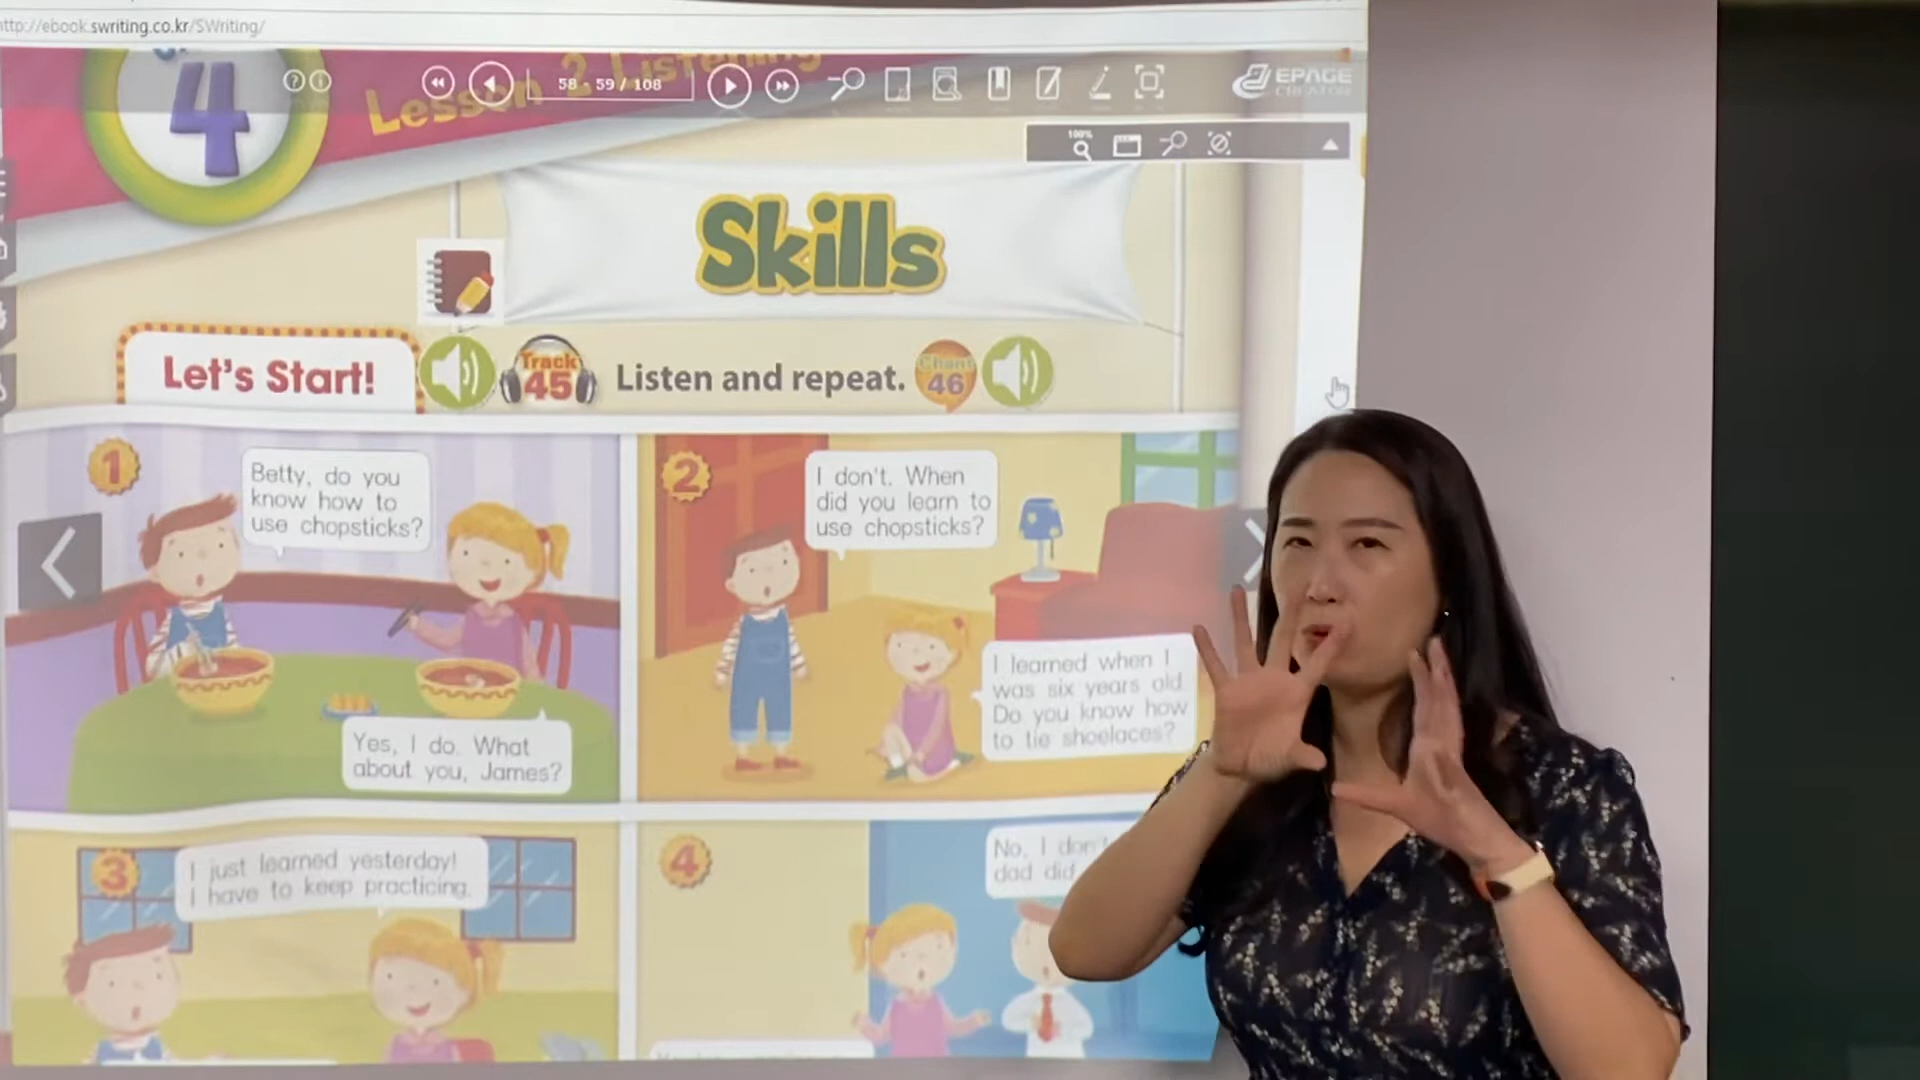 http://ebook.swriting.co.kr/SWriting/
4
Lesson 2 Listening
58 - 59 / 108
EPAGE
CREATOR
100%
Skills
Let's Start!
Track
45
Listen and repeat.
Chant
46
1
Betty, do you
know how to
use chopsticks?
Yes, I do. What
about you, James?
2
I don't. When
did you learn to
use chopsticks?
I learned when I
was six years old.
Do you know how
to tie shoelaces?
3
I just learned yesterday!
I have to keep practicing.
4
No, I don't
dad did